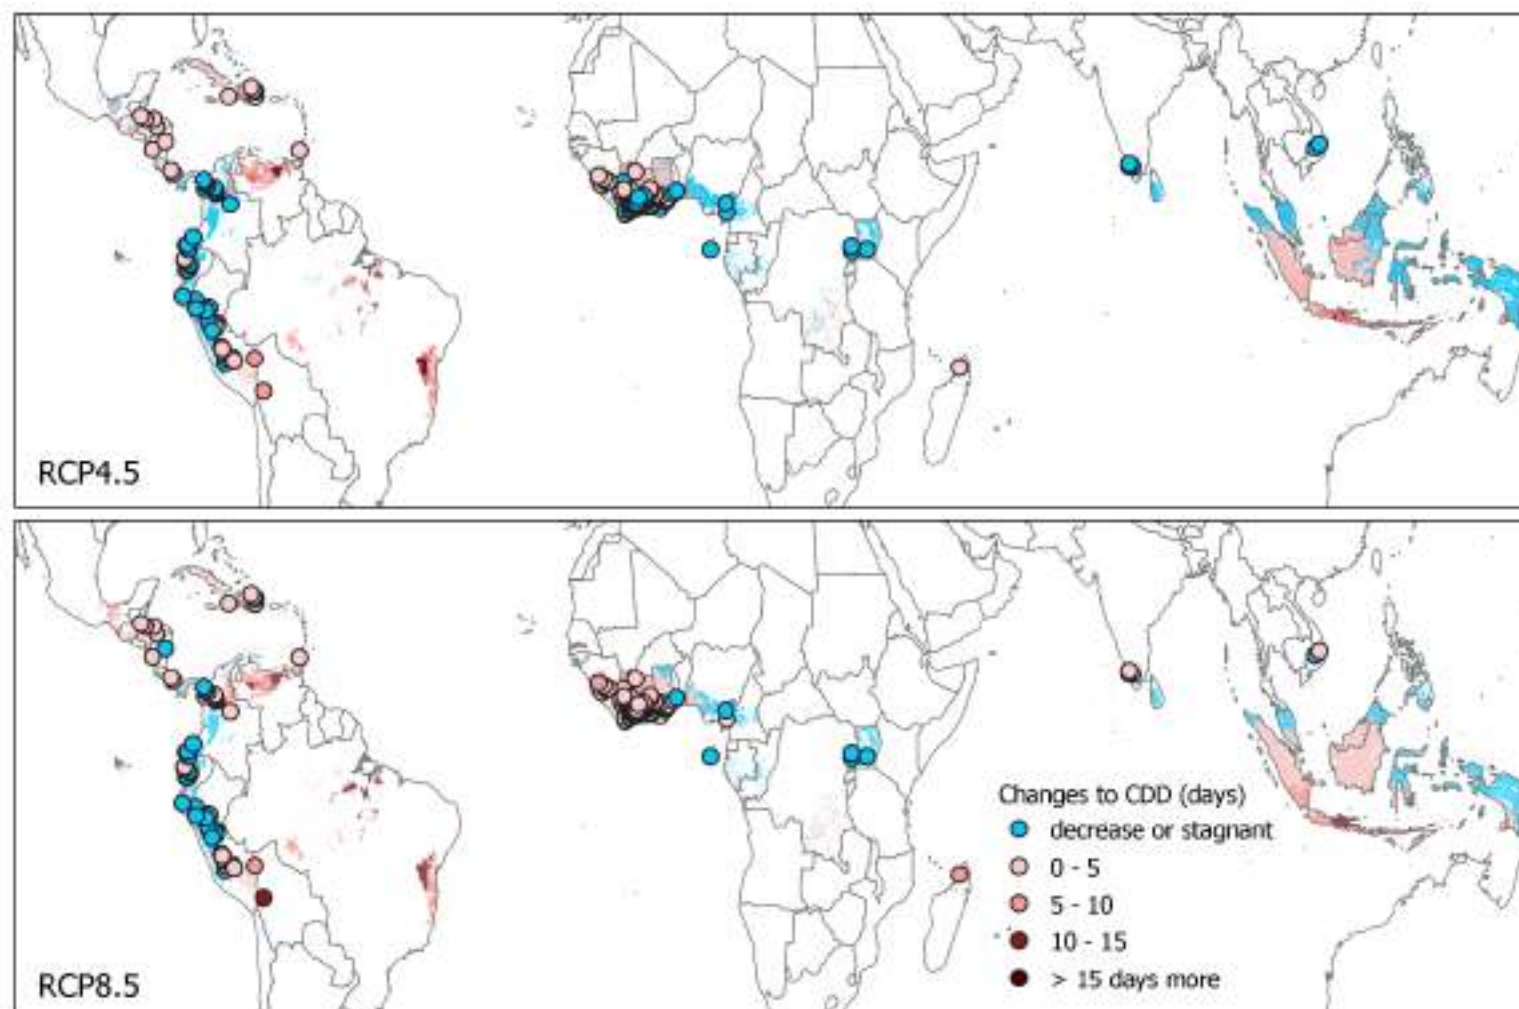 RCP4.5
Changes to CDD (days)
decrease or stagnant
0 - 5
5 - 10
10 - 15
> 15 days more
RCP8.5